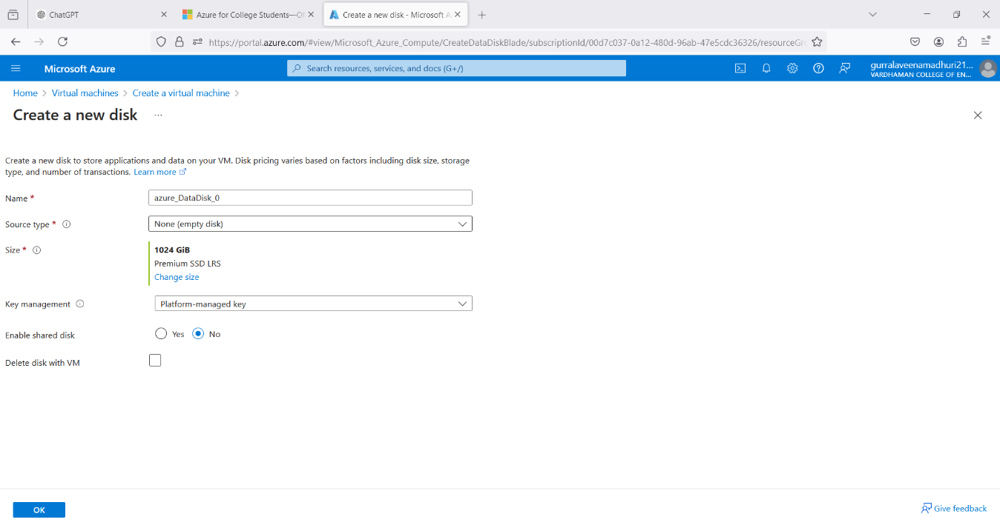 ChatGPT
Azure for College Students—Of
Create a new disk - Microsoft A
https://portal.azure.com/#view/Microsoft_Azure_Compute/CreateDataDiskBlade/subscriptionId/00d7c037-0a12-480d-96ab-47e5cdc36326/resourceGro
Microsoft Azure
Search resources, services, and docs (G+/)
gurralaveenamadhuri21...
VARDHAMAN COLLEGE OF EN...
Home > Virtual machines > Create a virtual machine >
Create a new disk ...
Create a new disk to store applications and data on your VM. Disk pricing varies based on factors including disk size, storage
type, and number of transactions. Learn more
Name *
azure_DataDisk_0
Source type *
None (empty disk)
Size *
1024 GiB
Premium SSD LRS
Change size
Key management
Platform-managed key
Enable shared disk
Yes No
Delete disk with VM
OK
Give feedback